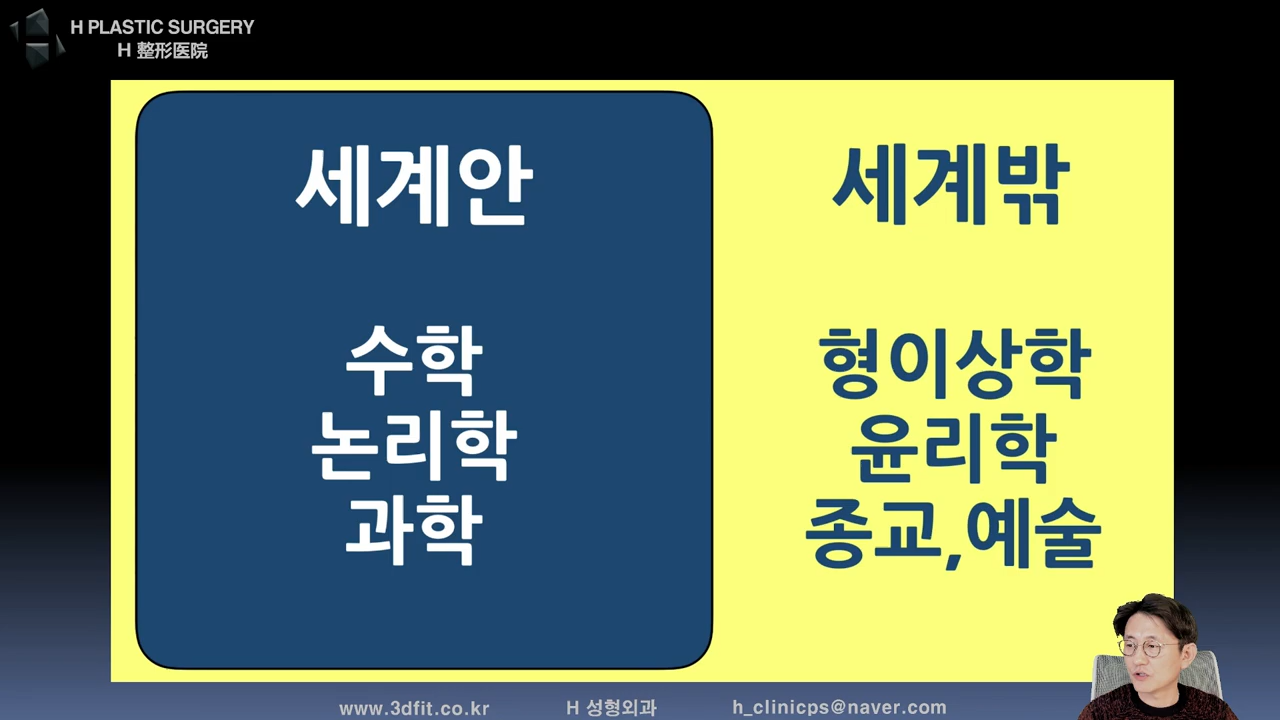 H PLASTIC SURGERY
H 整形医院
세계안
수학
논리학
과학
세계밖
형이상학
윤리학
종교,예술
www.3dfit.co.kr
H 성형외과
h_clinicps@naver.com